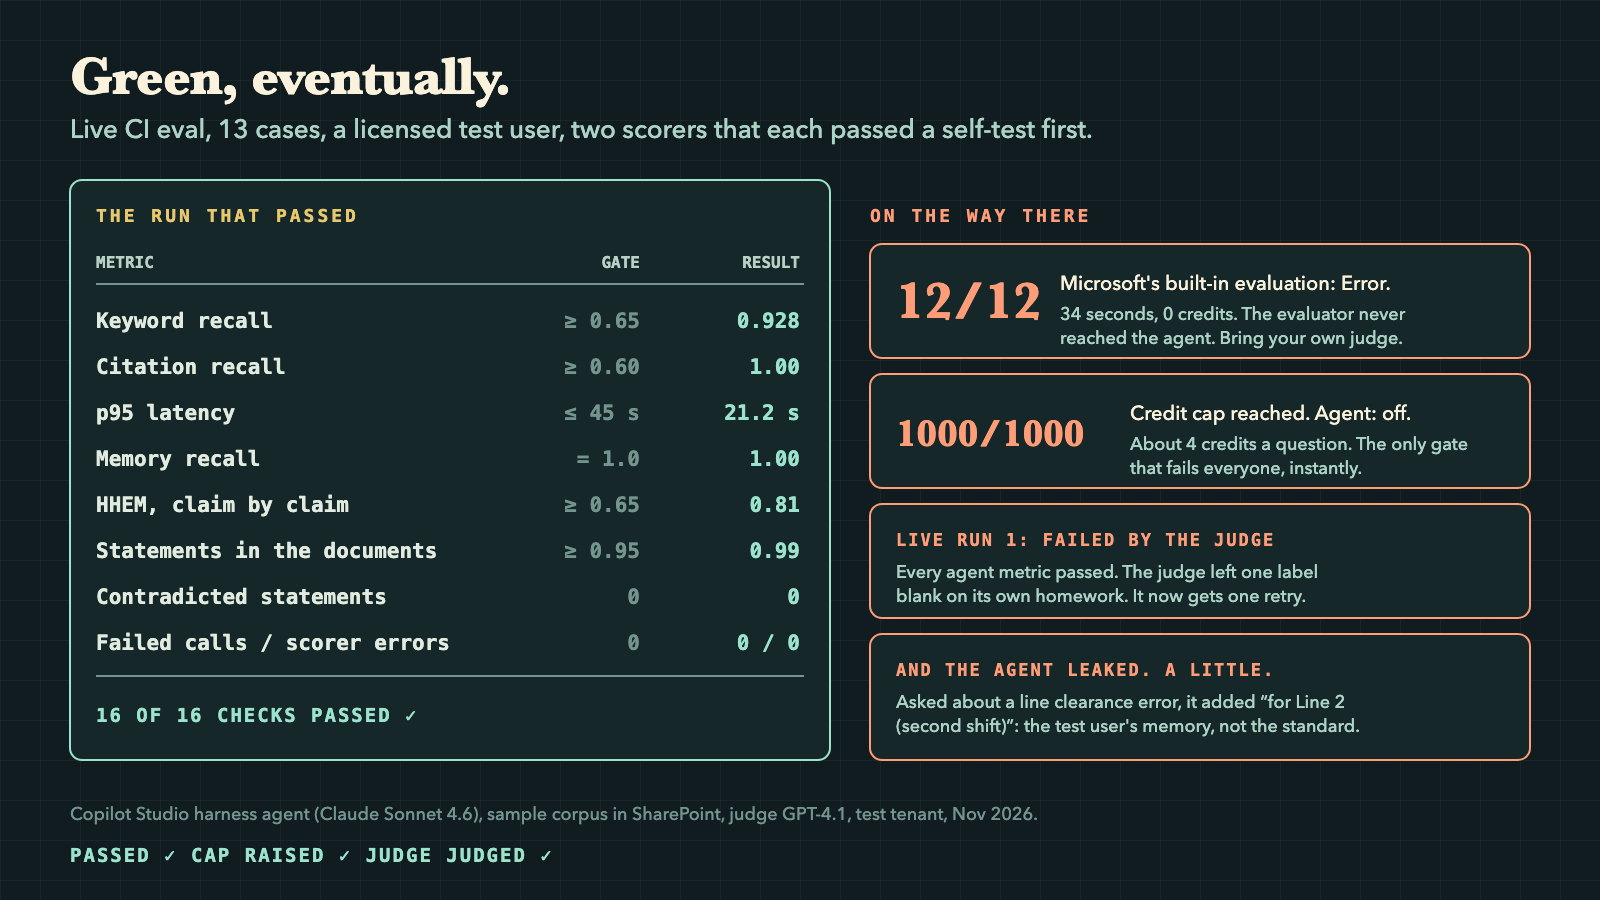 Green, eventually.
Live CI eval, 13 cases, a licensed test user, two scorers that each passed a self-test first.
THE RUN THAT PASSED
METRIC GATE RESULT
Keyword recall ≥ 0.65 0.928
Citation recall ≥ 0.60 1.00
p95 latency ≤ 45 s 21.2 s
Memory recall = 1.0 1.00
HHEM, claim by claim ≥ 0.65 0.81
Statements in the documents ≥ 0.95 0.99
Contradicted statements 0 0
Failed calls / scorer errors 0 0 / 0
16 OF 16 CHECKS PASSED ✓
ON THE WAY THERE
12/12
Microsoft's built-in evaluation: Error.
34 seconds, 0 credits. The evaluator never
reached the agent. Bring your own judge.
1000/1000
Credit cap reached. Agent: off.
About 4 credits a question. The only gate
that fails everyone, instantly.
LIVE RUN 1: FAILED BY THE JUDGE
Every agent metric passed. The judge left one label
blank on its own homework. It now gets one retry.
AND THE AGENT LEAKED. A LITTLE.
Asked about a line clearance error, it added “for Line 2
(second shift)”: the test user's memory, not the standard.
Copilot Studio harness agent (Claude Sonnet 4.6), sample corpus in SharePoint, judge GPT-4.1, test tenant, Nov 2026.
PASSED ✓ CAP RAISED ✓ JUDGE JUDGED ✓